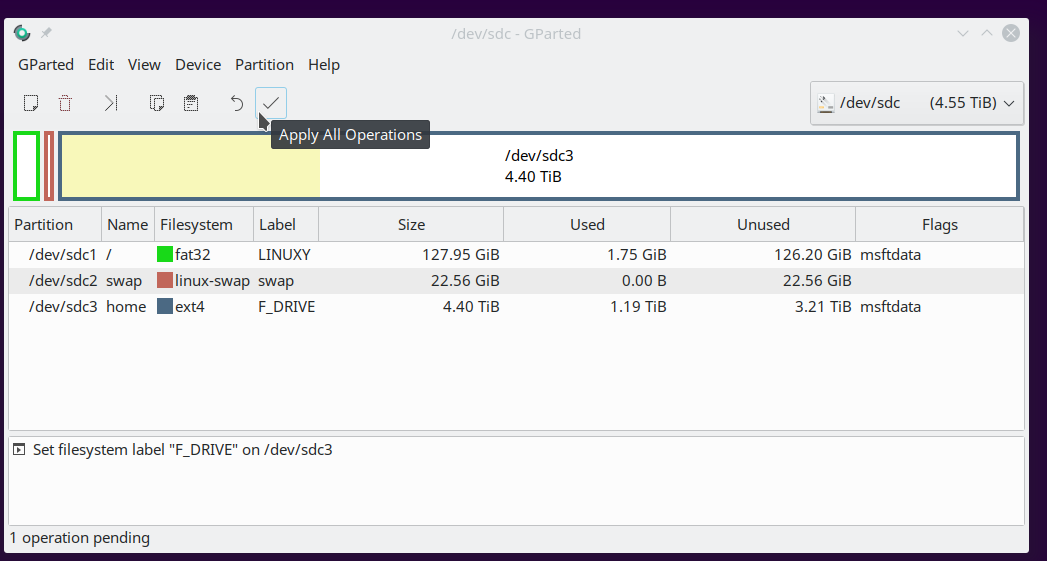 /dev/sdc - GParted
GParted Edit View Device Partition Help
/dev/sdc (4.55 TiB)
Apply All Operations
/dev/sdc3
4.40 TiB
Partition Name Filesystem Label Size Used Unused Flags
/dev/sdc1 / fat32 LINUXY 127.95 GiB 1.75 GiB 126.20 GiB msftdata
/dev/sdc2 swap linux-swap swap 22.56 GiB 0.00 B 22.56 GiB
/dev/sdc3 home ext4 F_DRIVE 4.40 TiB 1.19 TiB 3.21 TiB msftdata
Set filesystem label "F_DRIVE" on /dev/sdc3
1 operation pending